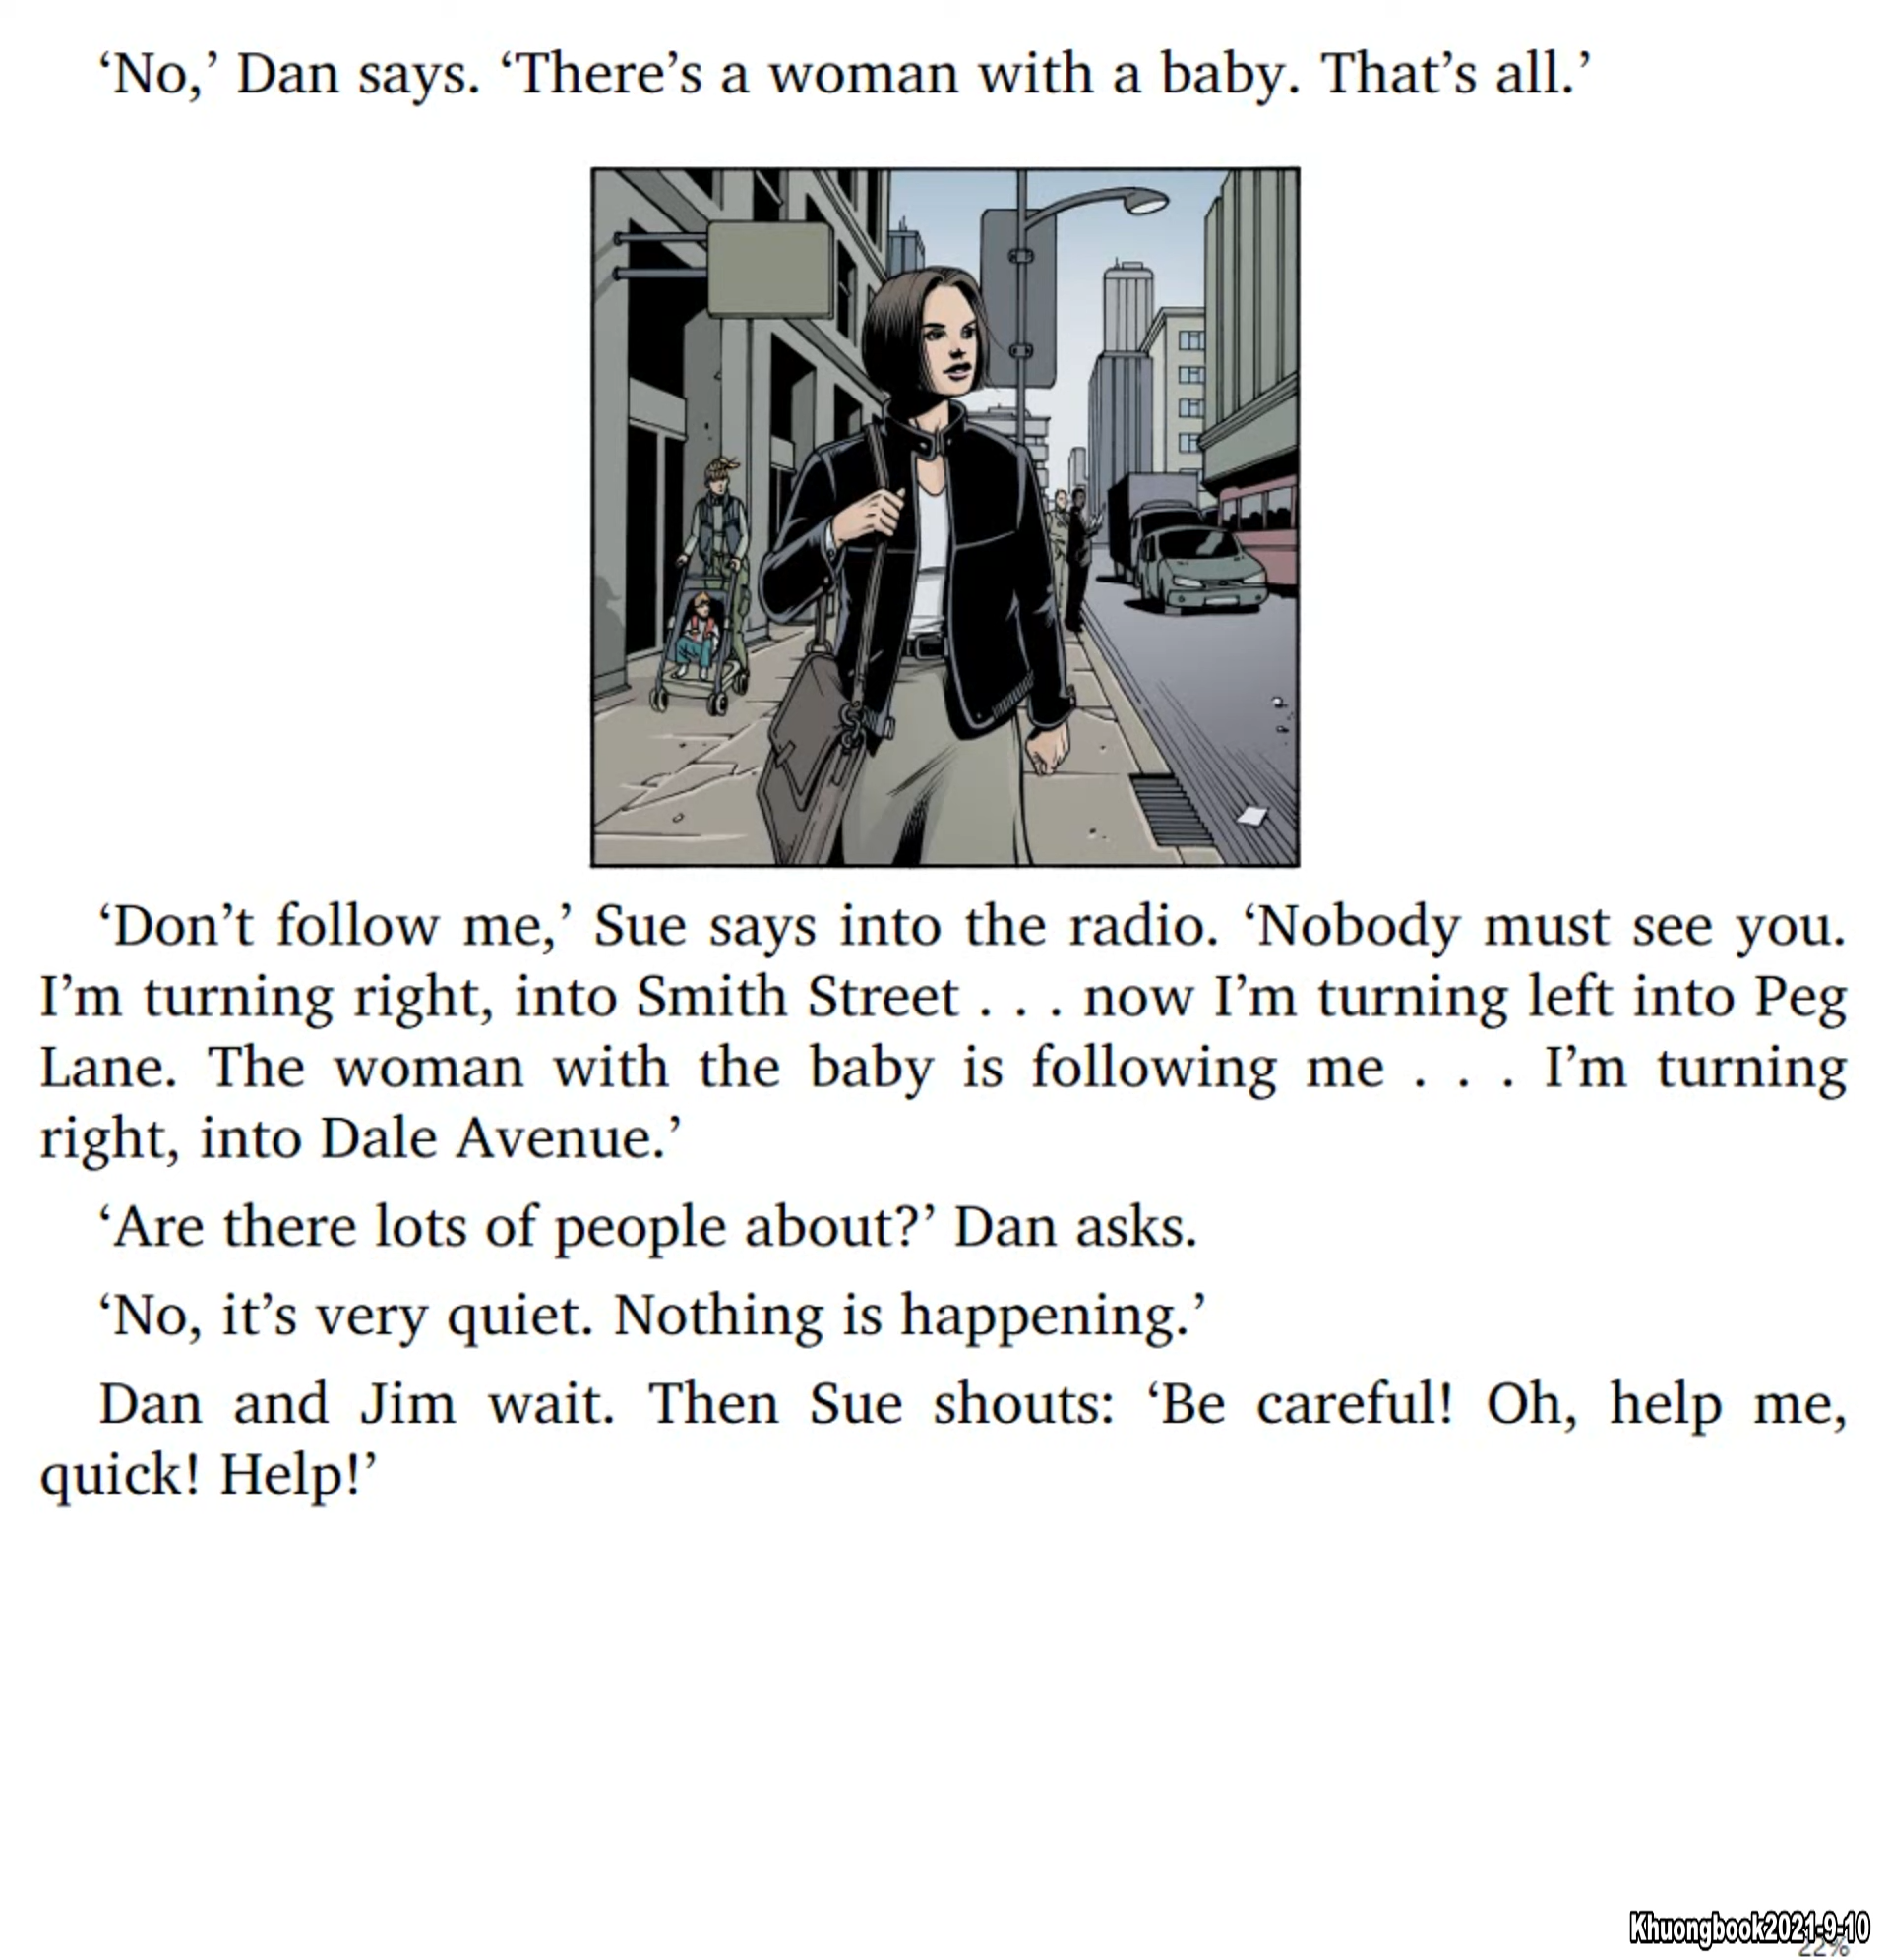 ‘No,’ Dan says. ‘There’s a woman with a baby. That’s all.’
‘Don’t follow me,’ Sue says into the radio. ‘Nobody must see you.
I’m turning right, into Smith Street . . . now I’m turning left into Peg
Lane. The woman with the baby is following me . . . I’m turning
right, into Dale Avenue.’
‘Are there lots of people about?’ Dan asks.
‘No, it’s very quiet. Nothing is happening.’
Dan and Jim wait. Then Sue shouts: ‘Be careful! Oh, help me,
quick! Help!’
Khuongbook2021-9-10
22%